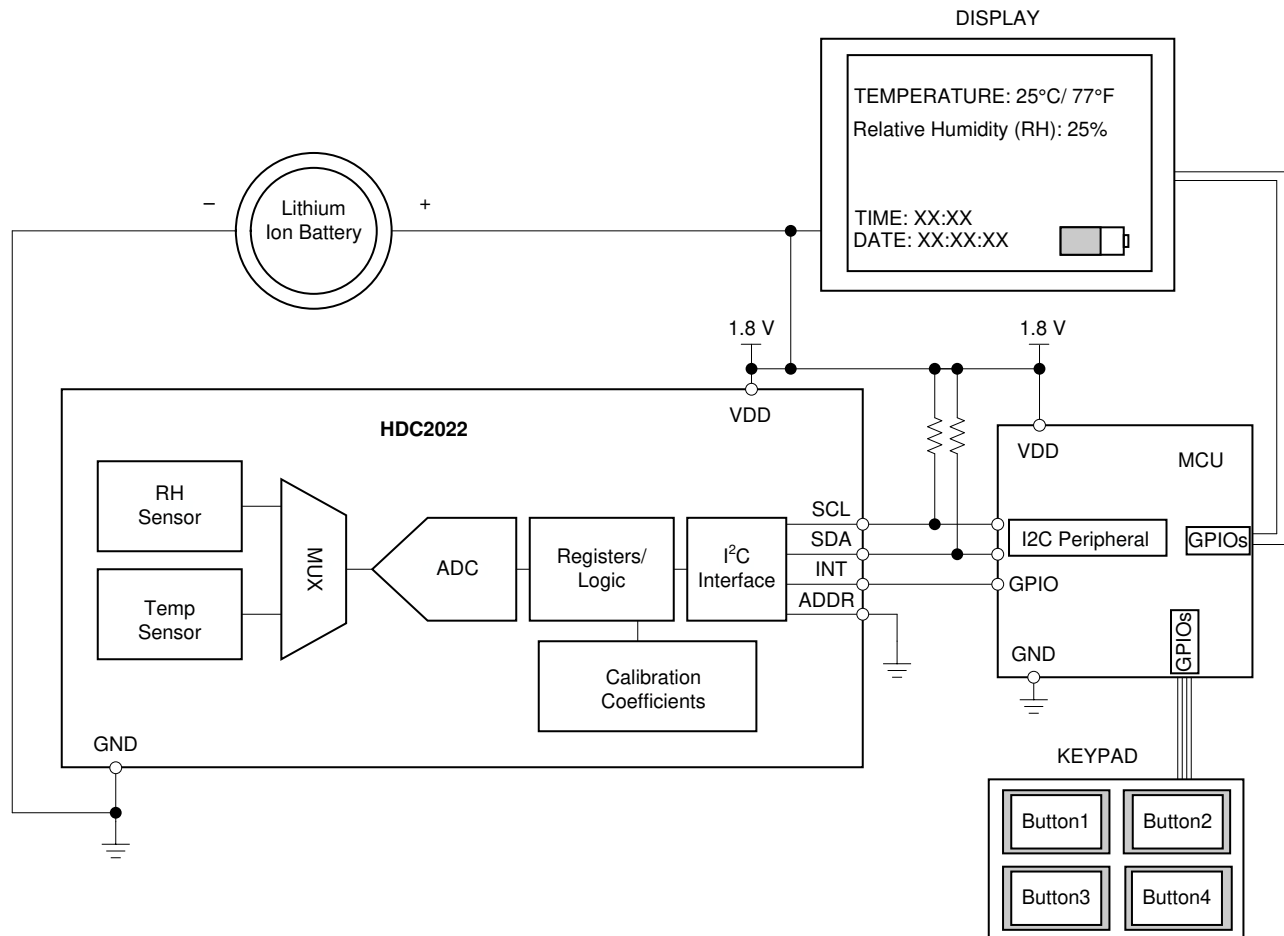 DISPLAY
TEMPERATURE: 25°C/ 77°F
Relative Humidity (RH): 25%
TIME: XX:XX
DATE: XX:XX:XX
–
Lithium
Ion Battery
+
1.8 V
1.8 V
VDD
HDC2022
RH
Sensor
Temp
Sensor
MUX
ADC
Registers/
Logic
I²C
Interface
Calibration
Coefficients
SCL
SDA
INT
ADDR
GND
VDD
MCU
I2C Peripheral
GPIOs
GPIO
GND
GPIOs
KEYPAD
Button1
Button2
Button3
Button4